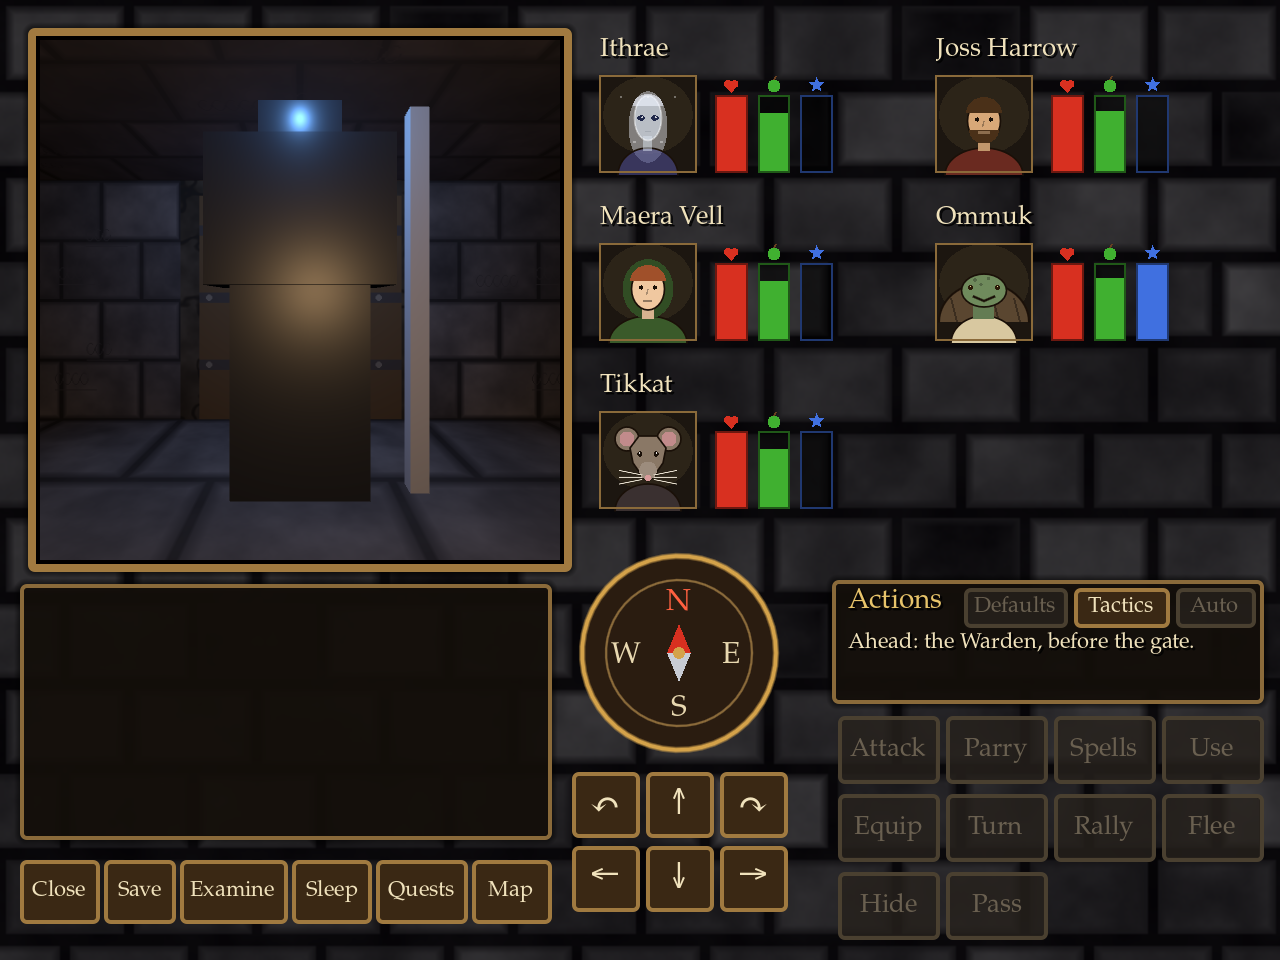 Ithrae
Joss Harrow
Maera Vell
Ommuk
Tikkat
N
W E
S
Actions Defaults Tactics Auto
Ahead: the Warden, before the gate.
Attack Parry Spells Use
Equip Turn Rally Flee
Hide Pass
Close Save Examine Sleep Quests Map